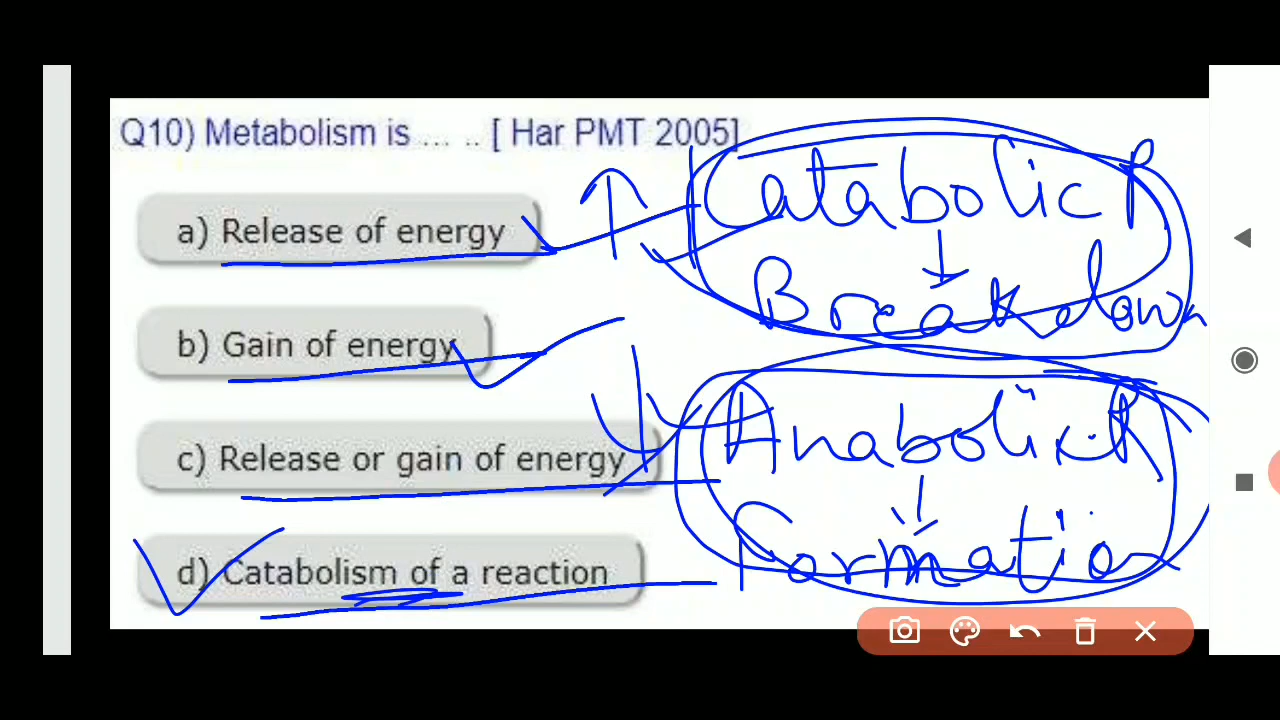 Q10) Metabolism is ... .. [ Har PMT 2005]
a) Release of energy
b) Gain of energy
c) Release or gain of energy
d) Catabolism of a reaction
Catabolic P
Breakdown
Anabolic R
Formation